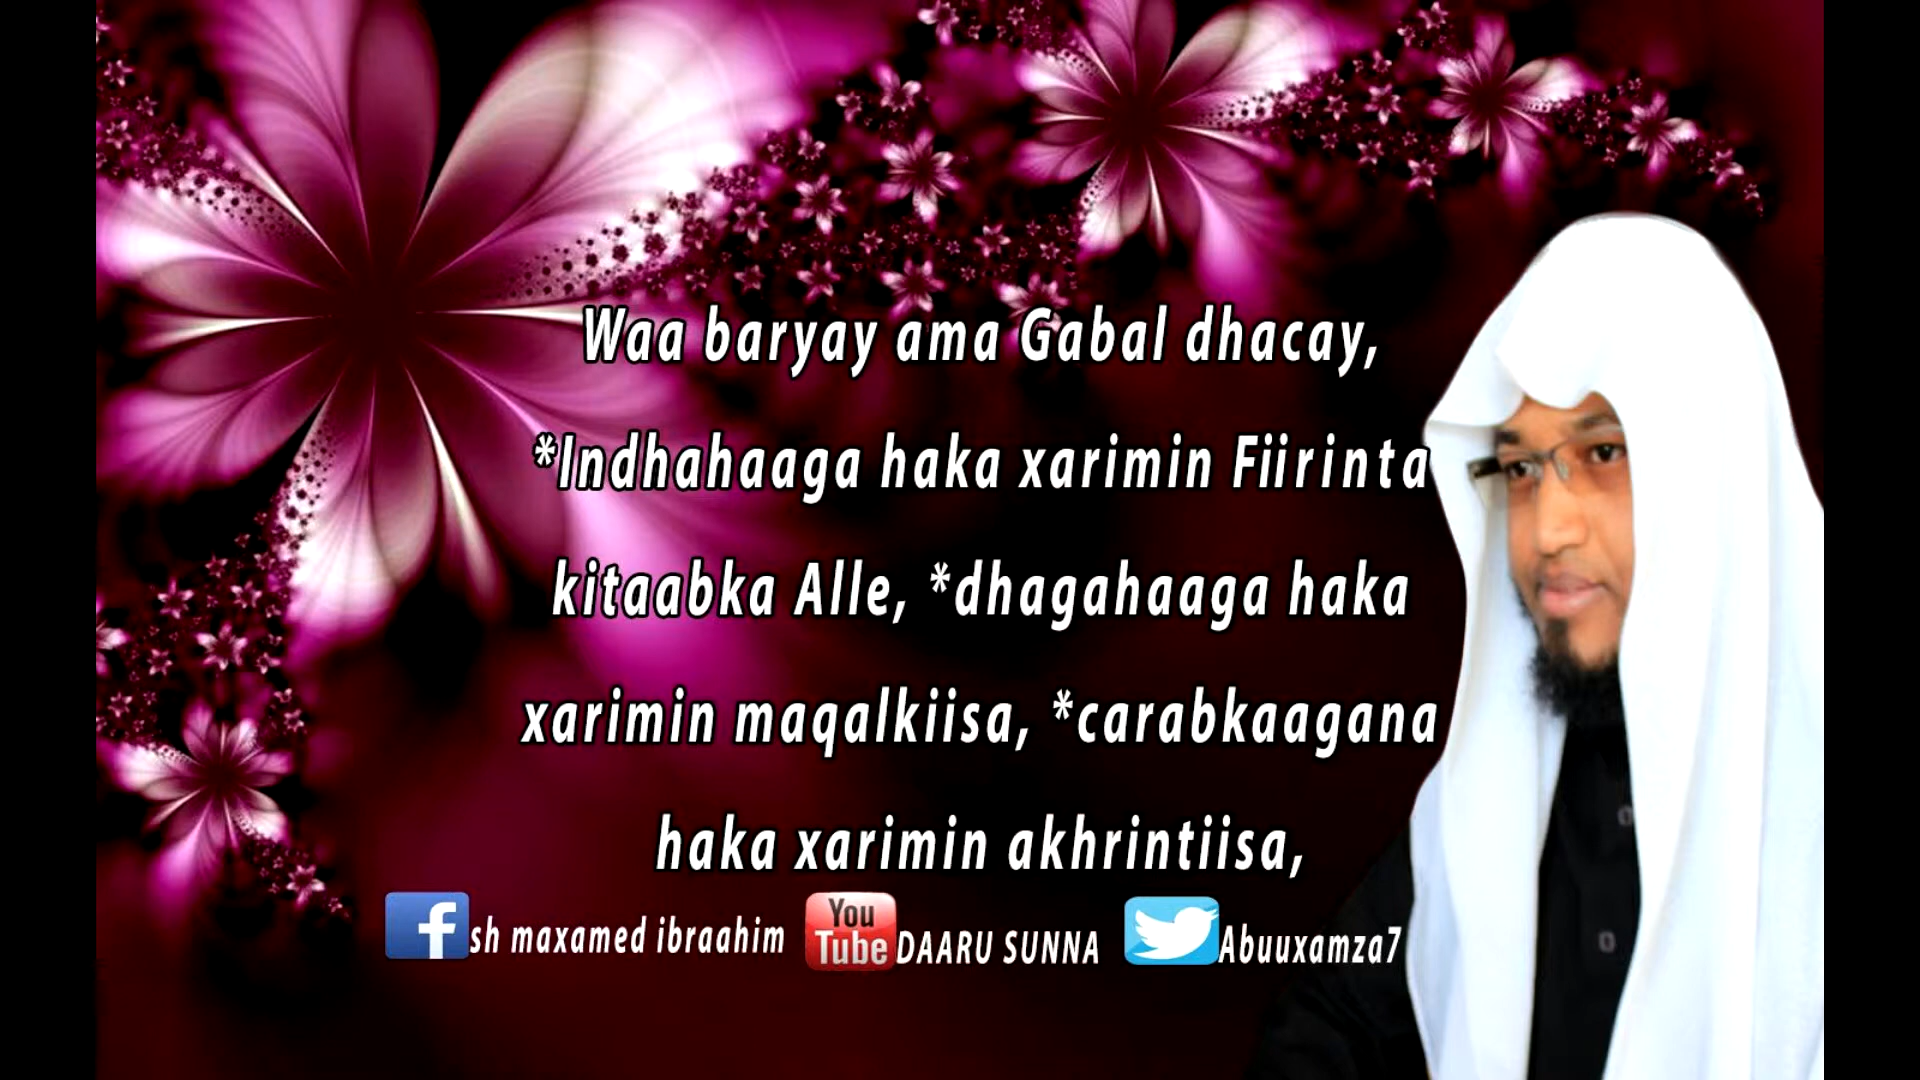 Waa baryay ama Gabal dhacay,
*Indhahaaga haka xarimin Fiirinta
kitaabka Alle, *dhagahaaga haka
xarimin maqalkiisa, *carabkaagana
haka xarimin akhrintiisa,
f sh maxamed ibraahim You Tube DAARU SUNNA Abuuxamza7